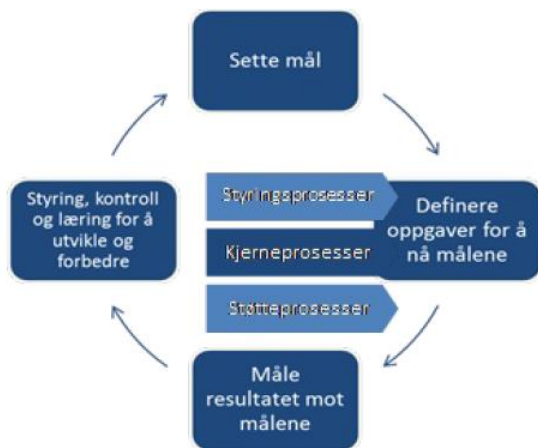 Sette mål
Styring, kontroll
og læring for å
utvikle og
forbedre
Styringsprosesser
Kjerneprosesser
Støtteprosesser
Definere
oppgaver for å
nå målene
Måle
resultatet mot
målene